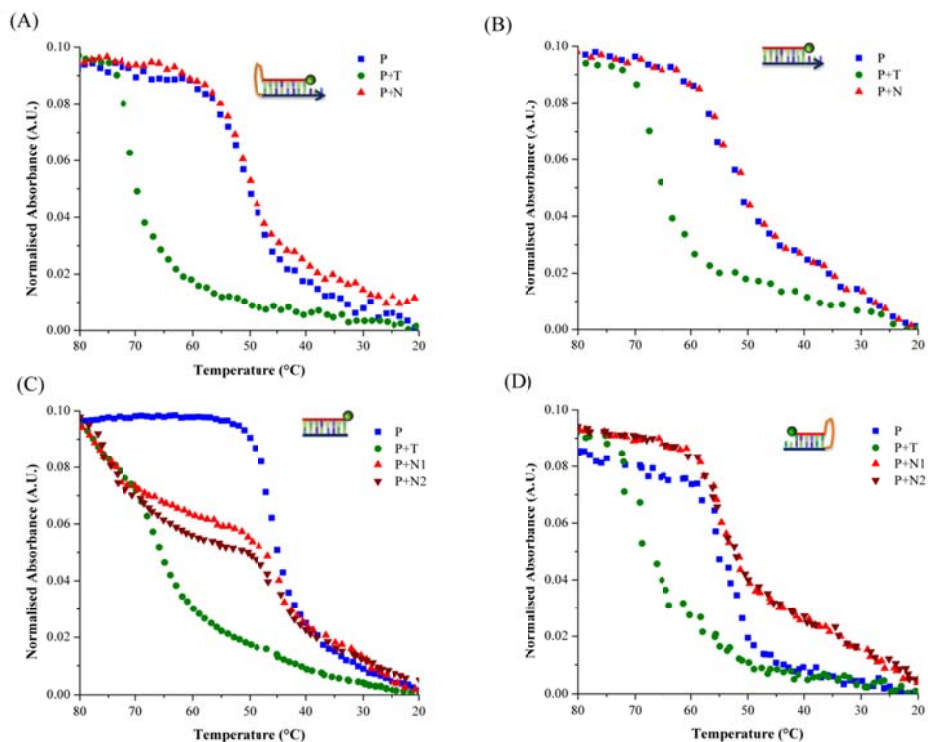 (A)
Normalised Absorbance (A.U.)
0.10
0.08
0.06
0.04
0.02
0.00
80 70 60 50 40 30 20
Temperature (°C)
P
P+T
P+N
(B)
Normalised Absorbance (A.U.)
0.10
0.08
0.06
0.04
0.02
0.00
80 70 60 50 40 30 20
Temperature (°C)
P
P+T
P+N
(C)
Normalised Absorbance (A.U.)
0.10
0.08
0.06
0.04
0.02
0.00
80 70 60 50 40 30 20
Temperature (°C)
P
P+T
P+N1
P+N2
(D)
Normalised Absorbance (A.U.)
0.10
0.08
0.06
0.04
0.02
0.00
80 70 60 50 40 30 20
Temperature (°C)
P
P+T
P+N1
P+N2